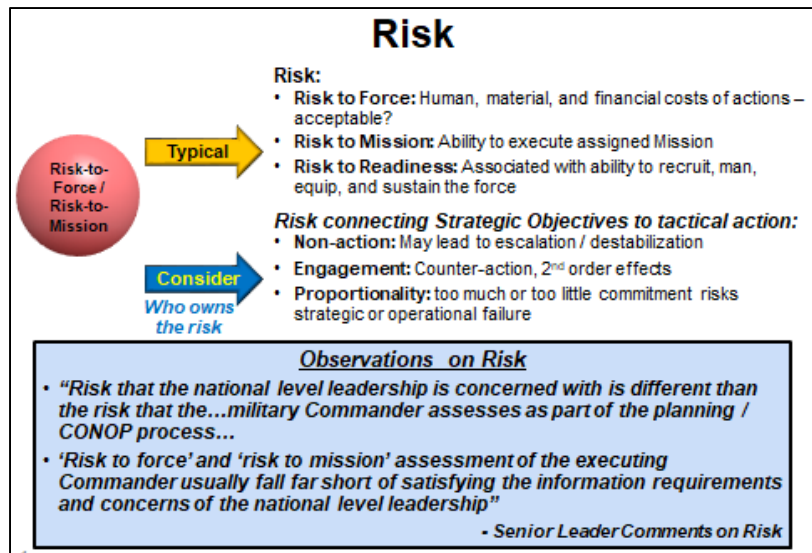 Risk
Risk:
• Risk to Force: Human, material, and financial costs of actions –
acceptable?
• Risk to Mission: Ability to execute assigned Mission
• Risk to Readiness: Associated with ability to recruit, man,
equip, and sustain the force
Typical
Risk-to-
Force /
Risk-to-
Mission
Risk connecting Strategic Objectives to tactical action:
• Non-action: May lead to escalation / destabilization
• Engagement: Counter-action, 2nd order effects
• Proportionality: too much or too little commitment risks
strategic or operational failure
Consider
Who owns
the risk
Observations on Risk
• “Risk that the national level leadership is concerned with is different than
the risk that the…military Commander assesses as part of the planning /
CONOP process…
• ‘Risk to force’ and ‘risk to mission’ assessment of the executing
Commander usually fall far short of satisfying the information requirements
and concerns of the national level leadership”
- Senior Leader Comments on Risk